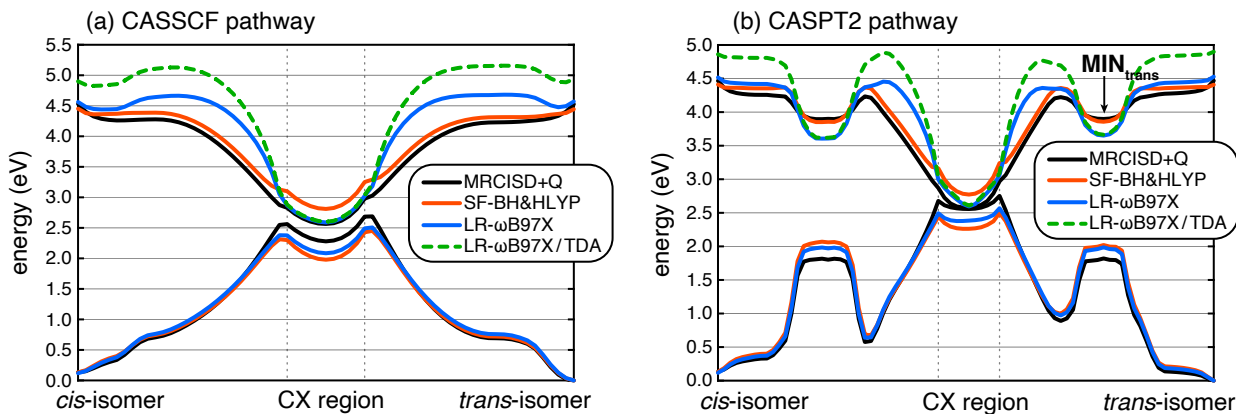 (a) CASSCF pathway
5.5
5.0
4.5
4.0
3.5
3.0
2.5
2.0
1.5
1.0
0.5
0.0
energy (eV)
MRCISD+Q
SF-BH&HLYP
LR-ωB97X
LR-ωB97X/TDA
cis-isomer
CX region
trans-isomer
(b) CASPT2 pathway
5.0
4.5
4.0
3.5
3.0
2.5
2.0
1.5
1.0
0.5
0.0
energy (eV)
MINtrans
MRCISD+Q
SF-BH&HLYP
LR-ωB97X
LR-ωB97X/TDA
cis-isomer
CX region
trans-isomer